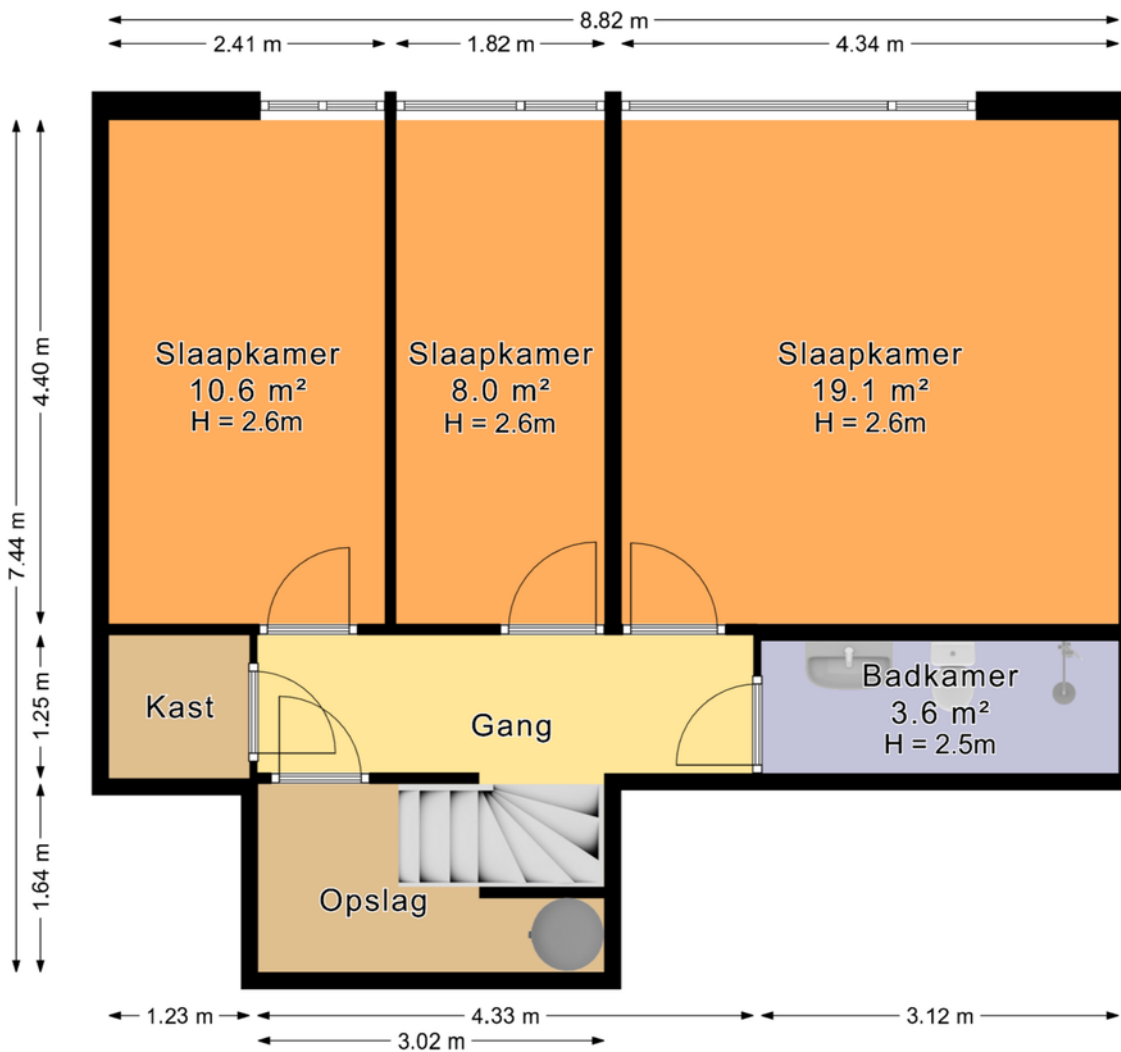 8.82 m
2.41 m
1.82 m
4.34 m
7.44 m
4.40 m
1.25 m
1.64 m
Slaapkamer
10.6 m²
H = 2.6m
Slaapkamer
8.0 m²
H = 2.6m
Slaapkamer
19.1 m²
H = 2.6m
Kast
Gang
Badkamer
3.6 m²
H = 2.5m
Opslag
1.23 m
4.33 m
3.12 m
3.02 m